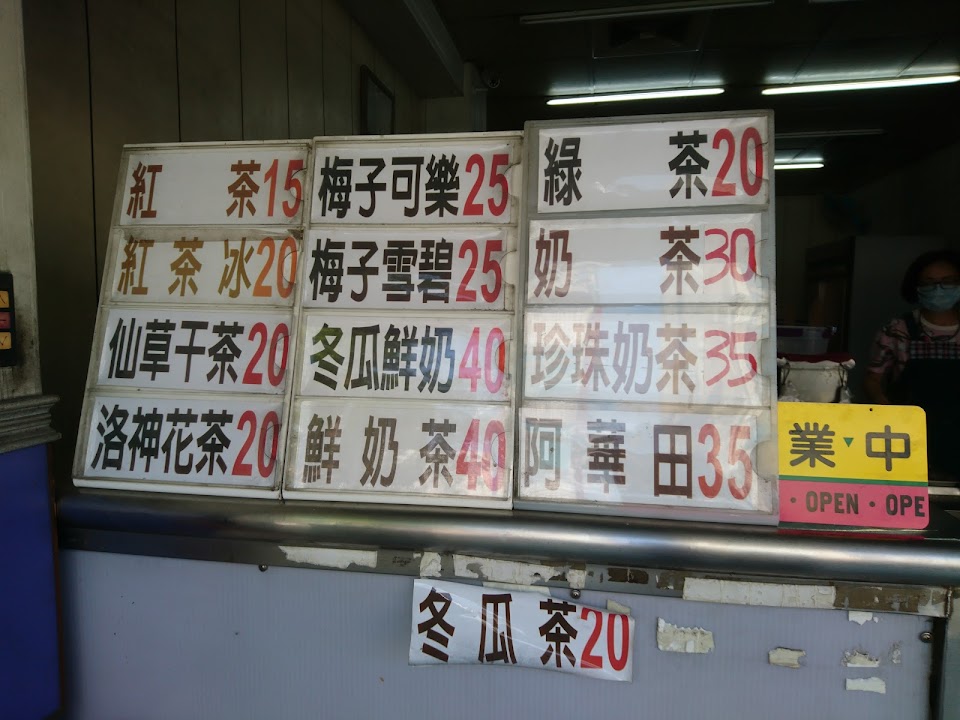 紅茶15
紅茶冰20
仙草干茶20
洛神花茶20
梅子可樂25
梅子雪碧25
冬瓜鮮奶40
鮮奶茶40
綠茶20
奶茶30
珍珠奶茶35
阿華田35
業中
· OPEN · OPE
冬瓜茶20